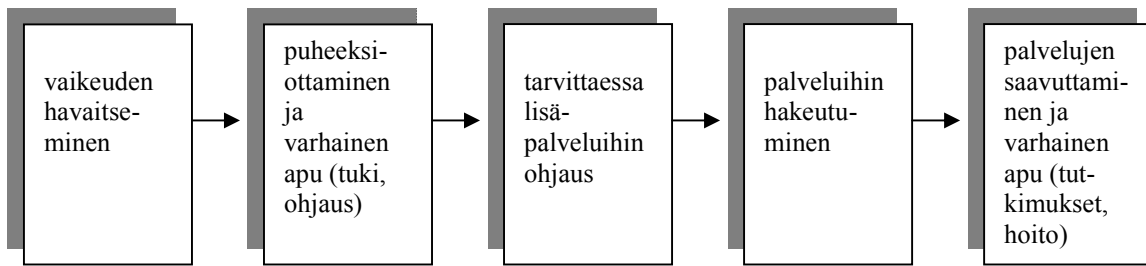 vaikeuden
havaitse-
minen
puheeksi-
ottaminen
ja
varhainen
apu (tuki,
ohjaus)
tarvittaessa
lisä-
palveluihin
ohjaus
palveluihin
hakeutu-
minen
palvelujen
saavuttami-
nen ja
varhainen
apu (tut-
kimukset,
hoito)